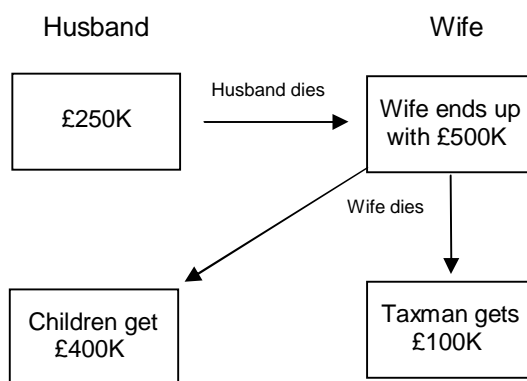 Husband
Wife
£250K
Husband dies
Wife ends up
with £500K
Wife dies
Children get
£400K
Taxman gets
£100K